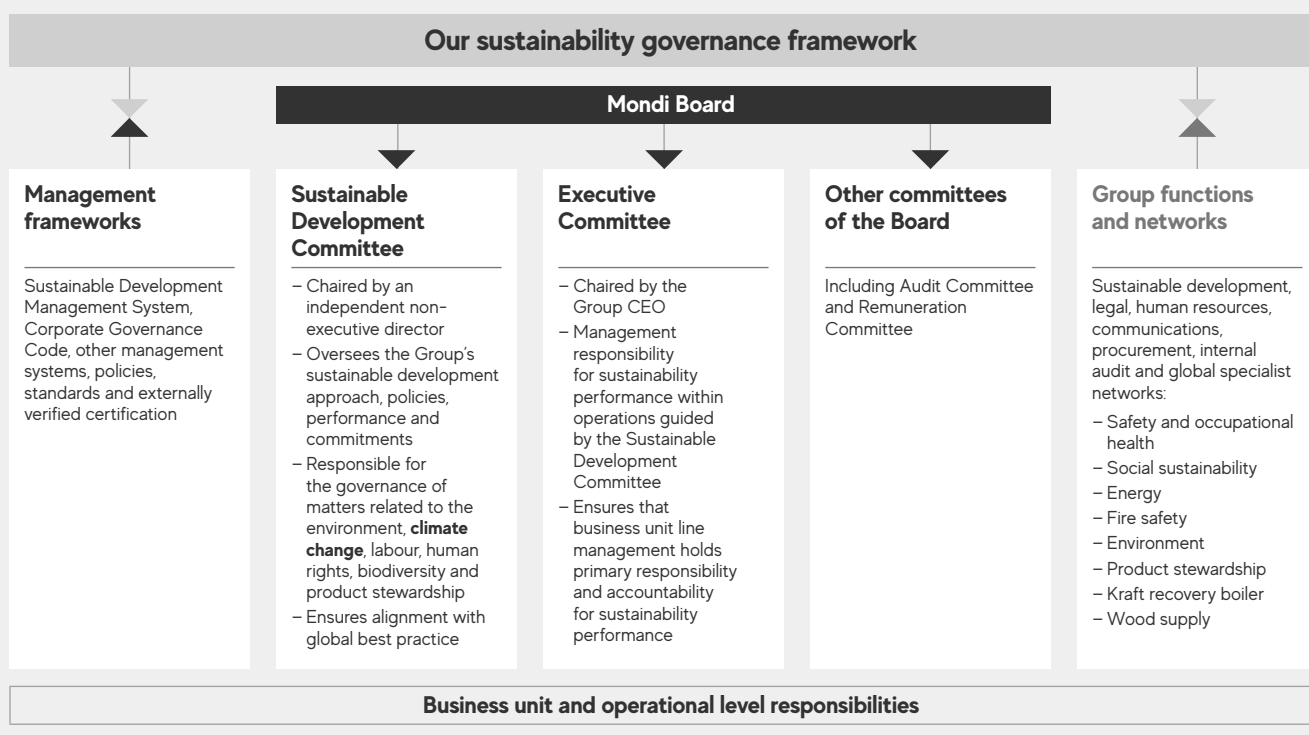 Our sustainability governance framework
Mondi Board
Management
frameworks
Sustainable Development
Management System,
Corporate Governance
Code, other management
systems, policies,
standards and externally
verified certification
Sustainable
Development
Committee
– Chaired by an
independent non-
executive director
– Oversees the Group’s
sustainable development
approach, policies,
performance and
commitments
– Responsible for
the governance of
matters related to the
environment, climate
change, labour, human
rights, biodiversity and
product stewardship
– Ensures alignment with
global best practice
Executive
Committee
– Chaired by the
Group CEO
– Management
responsibility
for sustainability
performance within
operations guided
by the Sustainable
Development
Committee
– Ensures that
business unit line
management holds
primary responsibility
and accountability
for sustainability
performance
Other committees
of the Board
Including Audit Committee
and Remuneration
Committee
Group functions
and networks
Sustainable development,
legal, human resources,
communications,
procurement, internal
audit and global specialist
networks:
– Safety and occupational
health
– Social sustainability
– Energy
– Fire safety
– Environment
– Product stewardship
– Kraft recovery boiler
– Wood supply
Business unit and operational level responsibilities